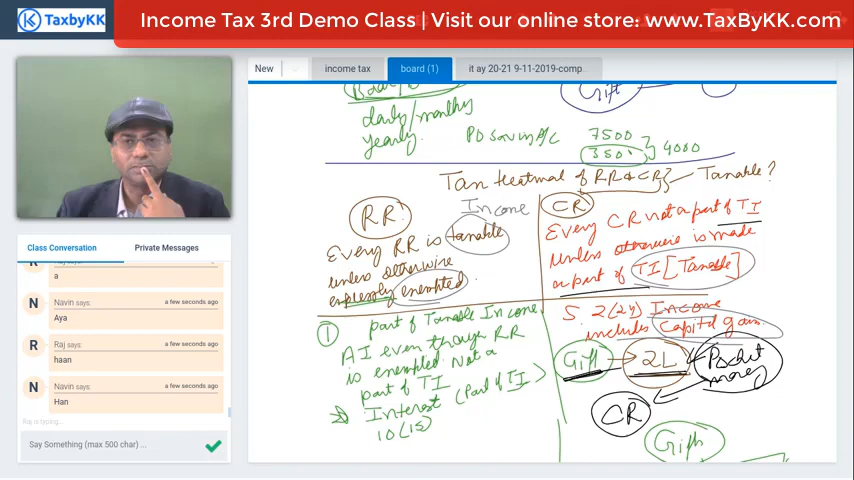 Income Tax 3rd Demo Class | Visit our online store: www.TaxByKK.com
TaxbyKK
New
income tax
board (1)
it ay 20-21 9-11-2019-comp...
Gift
daily/monthly
yearly.
PO saving A/C
7500
3500
4000
Tan treatmal of RR & CR
Taxable?
RR
Income
Every RR is taxable
unless otherwise
expressly exempted.
CR
Every CR not a part of TI
unless otherwise is made
a part of TI [Taxable]
S. 2(24) Income
includes Capital gain.
1
part of Taxable Income
AI even though RR
is exempted. Not a
part of TI
Interest (Part of TI)
10(15)
Gift
2L
Pocket
money
CR
Gift
Class Conversation
Private Messages
R
a
N
Navin says:
a few seconds ago
Aya
R
Raj says:
a few seconds ago
haan
N
Navin says:
a few seconds ago
Han
Raj is typing...
Say Something (max 500 char) ...